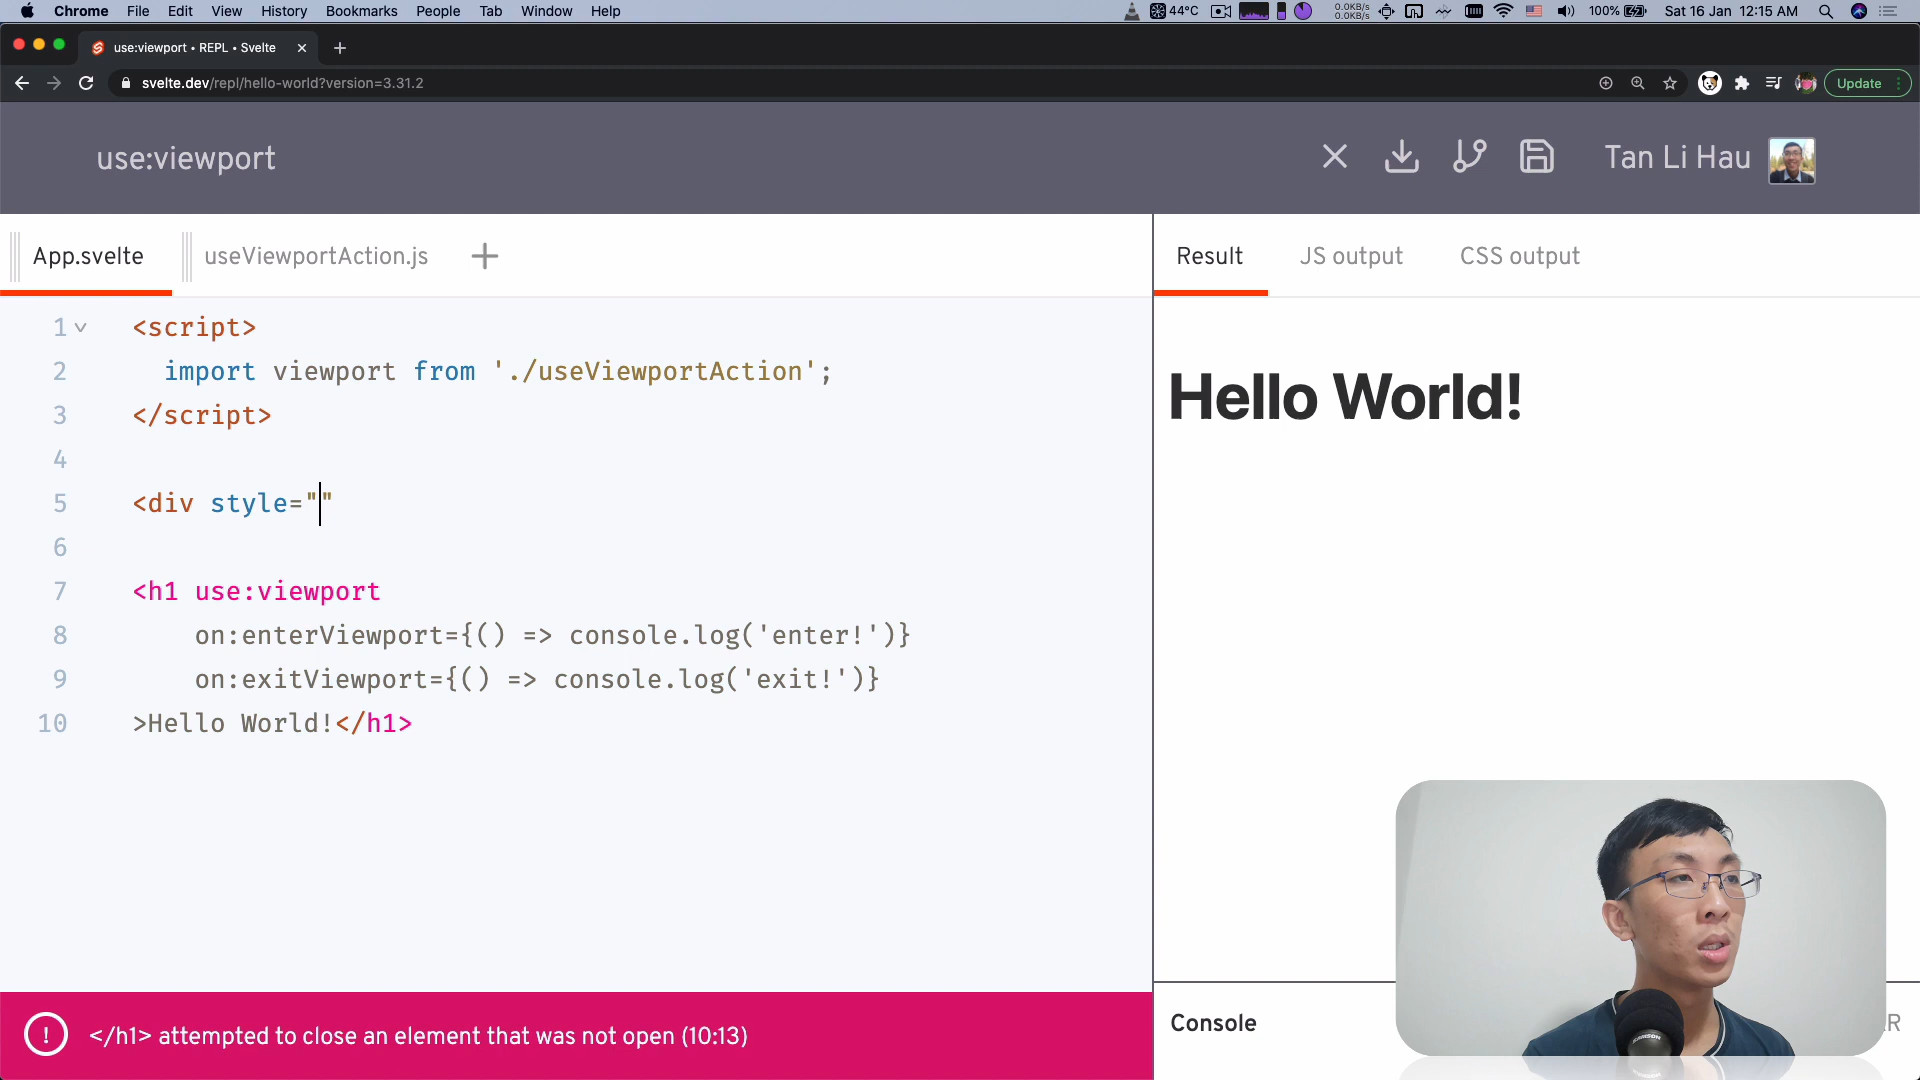 Chrome File Edit View History Bookmarks People Tab Window Help 44°C 0.0KB/s 0.0KB/s 100% Sat 16 Jan 12:15 AM
use:viewport • REPL • Svelte
svelte.dev/repl/hello-world?version=3.31.2 Update
use:viewport Tan Li Hau
App.svelte useViewportAction.js Result JS output CSS output
1 <script>
2 import viewport from './useViewportAction';
3 </script>
4
5 <div style=""
6
7 <h1 use:viewport
8 on:enterViewport={() => console.log('enter!')}
9 on:exitViewport={() => console.log('exit!')}
10 >Hello World!</h1>
Hello World!
! </h1> attempted to close an element that was not open (10:13)
Console